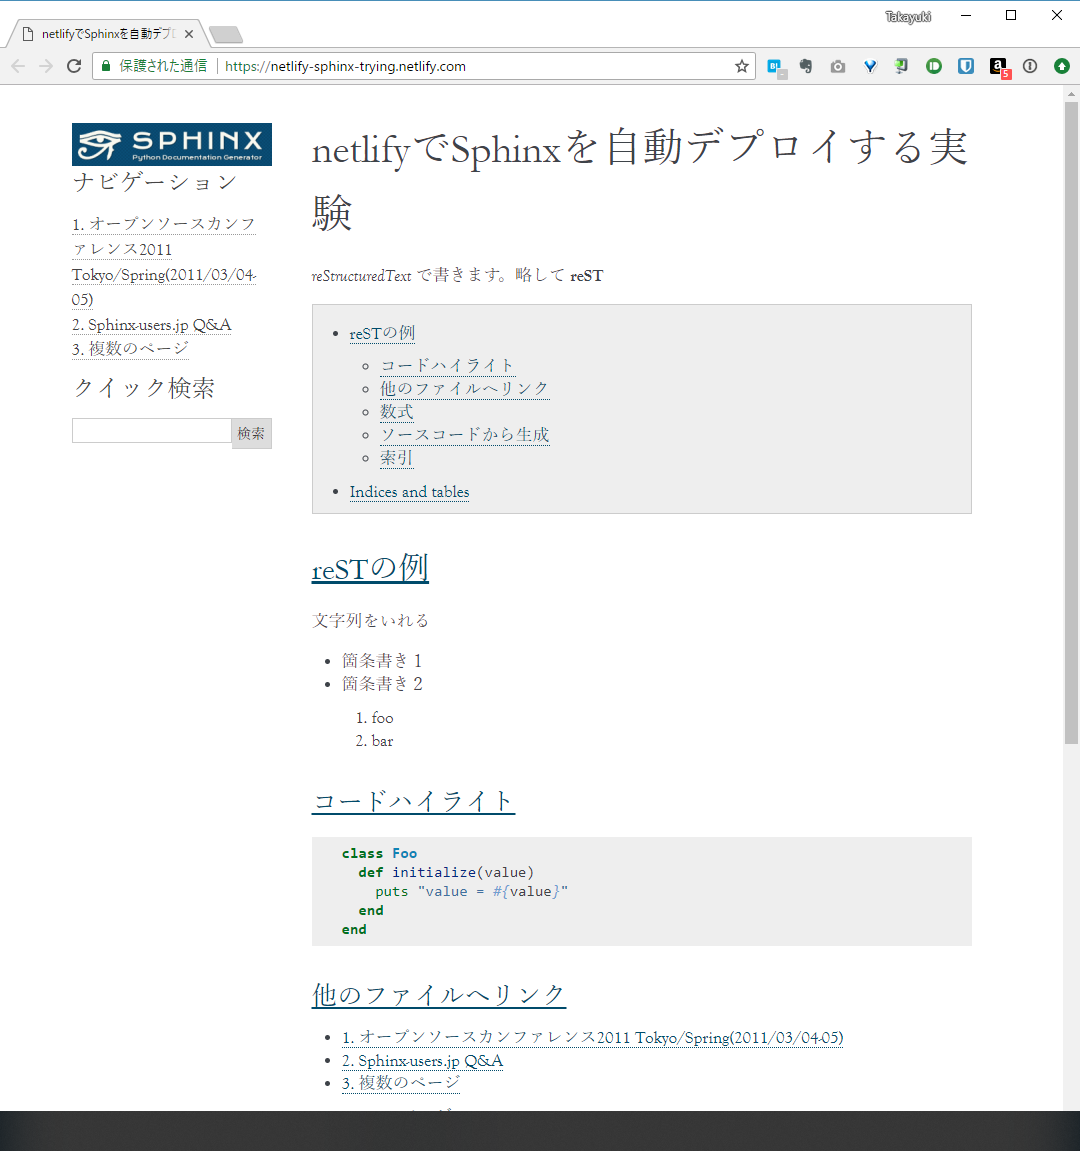 Takayuki
netlifyでSphinxを自動デプ
保護された通信
https://netlify-sphinx-trying.netlify.com
B!
5
SPHINX
Python Documentation Generator
ナビゲーション
1. オープンソースカンフ
ァレンス2011
Tokyo/Spring(2011/03/04-
05)
2. Sphinx-users.jp Q&A
3. 複数のページ
クイック検索
検索
netlifyでSphinxを自動デプロイする実
験
reStructuredText で書きます。略して reST
reSTの例
コードハイライト
他のファイルへリンク
数式
ソースコードから生成
索引
Indices and tables
reSTの例
文字列をいれる
箇条書き１
箇条書き２
1. foo
2. bar
コードハイライト
class Foo
def initialize(value)
puts "value = #{value}"
end
end
他のファイルへリンク
1. オープンソースカンファレンス2011 Tokyo/Spring(2011/03/04-05)
2. Sphinx-users.jp Q&A
3. 複数のページ